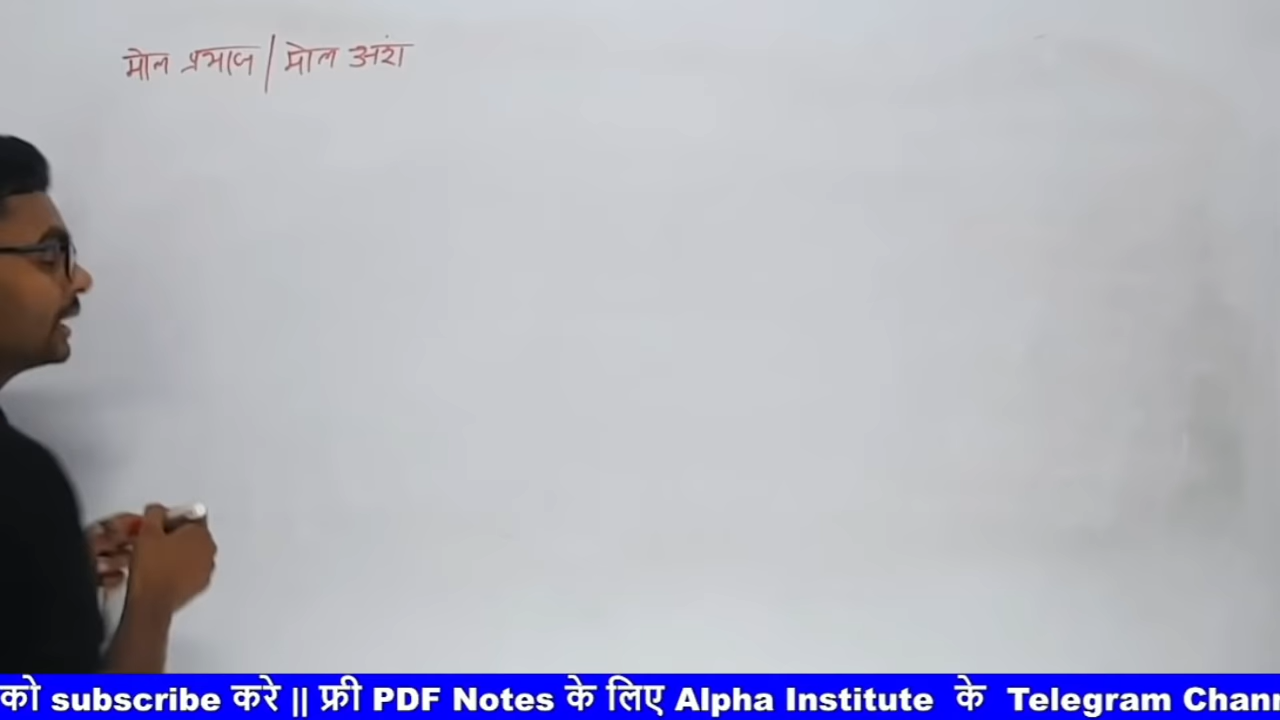 मोल प्रभाज / मोल अंश
को subscribe करे || फ्री PDF Notes के लिए Alpha Institute के Telegram Chann